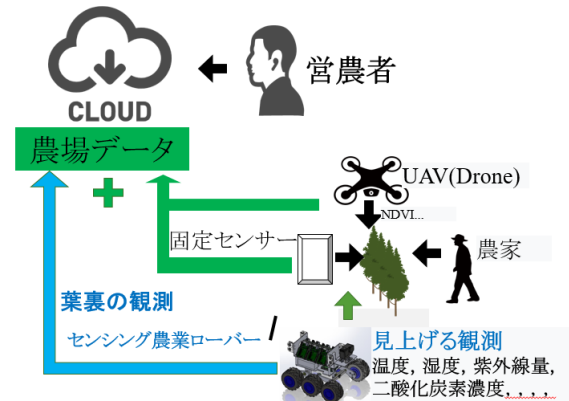 CLOUD
営農者
農場データ
UAV(Drone)
NDVI...
固定センサー
農家
葉裏の観測
センシング農業ローバー
見上げる観測
温度, 湿度, 紫外線量,
二酸化炭素濃度, , , ,